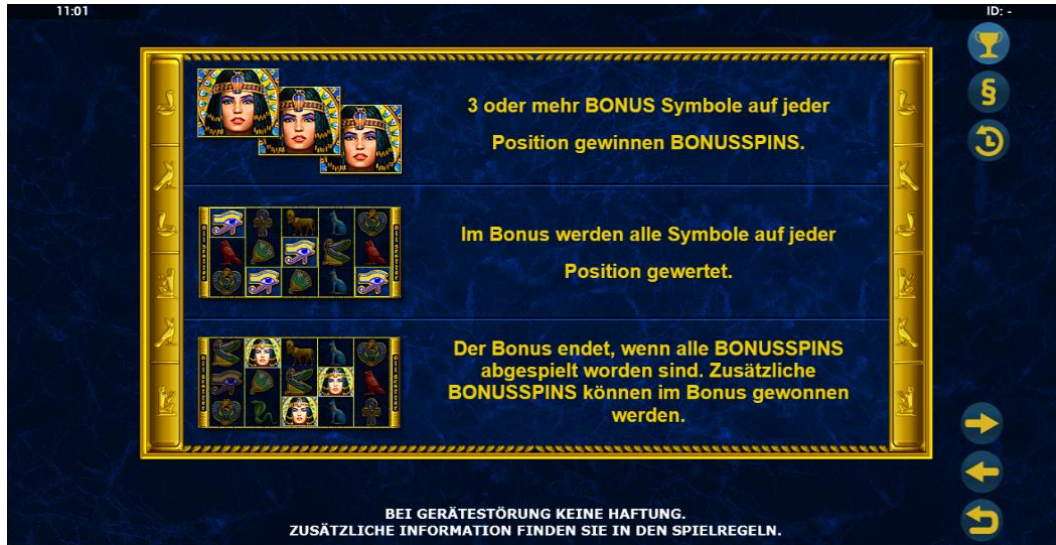 11:01
ID: -
3 oder mehr BONUS Symbole auf jeder
Position gewinnen BONUSSPINS.
§
Im Bonus werden alle Symbole auf jeder
Position gewertet.
Der Bonus endet, wenn alle BONUSSPINS
abgespielt worden sind. Zusätzliche
BONUSSPINS können im Bonus gewonnen
werden.
BEI GERÄTESTÖRUNG KEINE HAFTUNG.
ZUSÄTZLICHE INFORMATION FINDEN SIE IN DEN SPIELREGELN.